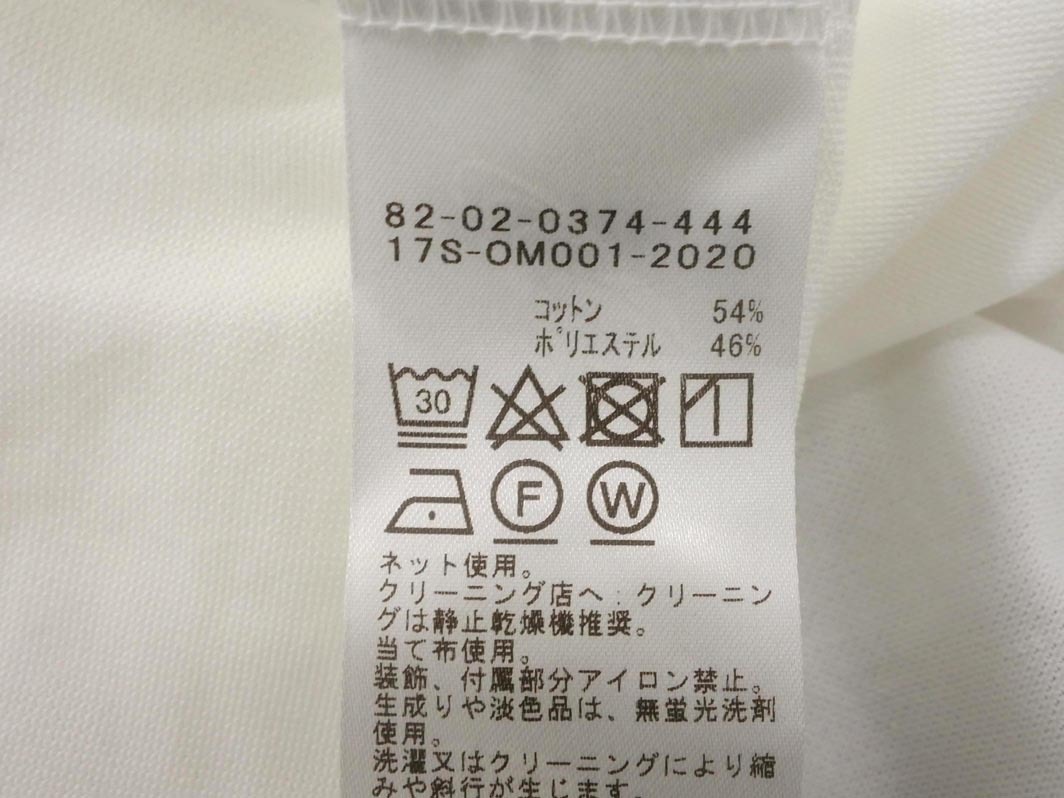 82-02-0374-444
17S-OM001-2020
コットン 54%
ポリエステル 46%
30
F W
ネット使用。
クリーニング店へ：クリーニン
グは静止乾燥機推奨。
当て布使用。
装飾、付属部分アイロン禁止。
生成りや淡色品は、無蛍光洗剤
使用。
洗濯又はクリーニングにより縮
みや斜行が生じます。